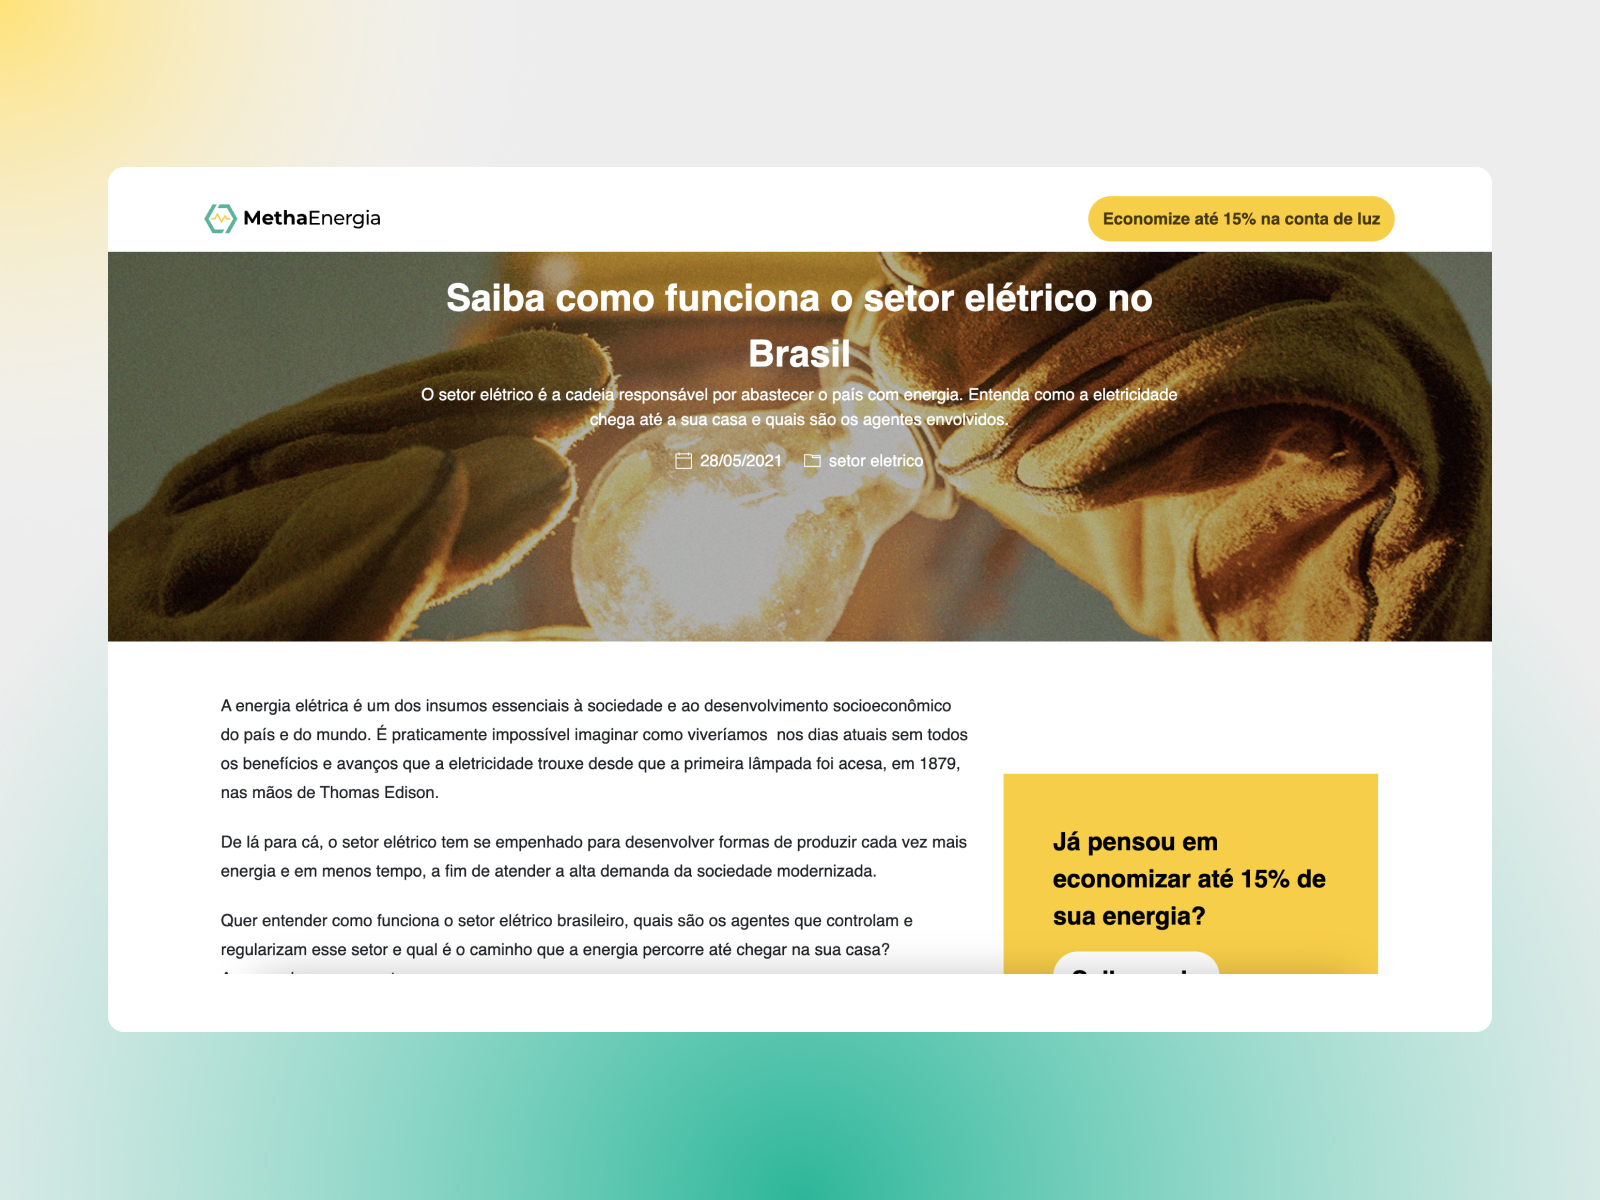 MethaEnergia
Economize até 15% na conta de luz
Saiba como funciona o setor elétrico no
Brasil
O setor elétrico é a cadeia responsável por abastecer o país com energia. Entenda como a eletricidade
chega até a sua casa e quais são os agentes envolvidos.
28/05/2021 setor eletrico
A energia elétrica é um dos insumos essenciais à sociedade e ao desenvolvimento socioeconômico
do país e do mundo. É praticamente impossível imaginar como viveríamos  nos dias atuais sem todos
os benefícios e avanços que a eletricidade trouxe desde que a primeira lâmpada foi acesa, em 1879,
nas mãos de Thomas Edison.
De lá para cá, o setor elétrico tem se empenhado para desenvolver formas de produzir cada vez mais
energia e em menos tempo, a fim de atender a alta demanda da sociedade modernizada.
Quer entender como funciona o setor elétrico brasileiro, quais são os agentes que controlam e
regularizam esse setor e qual é o caminho que a energia percorre até chegar na sua casa?
Já pensou em
economizar até 15% de
sua energia?